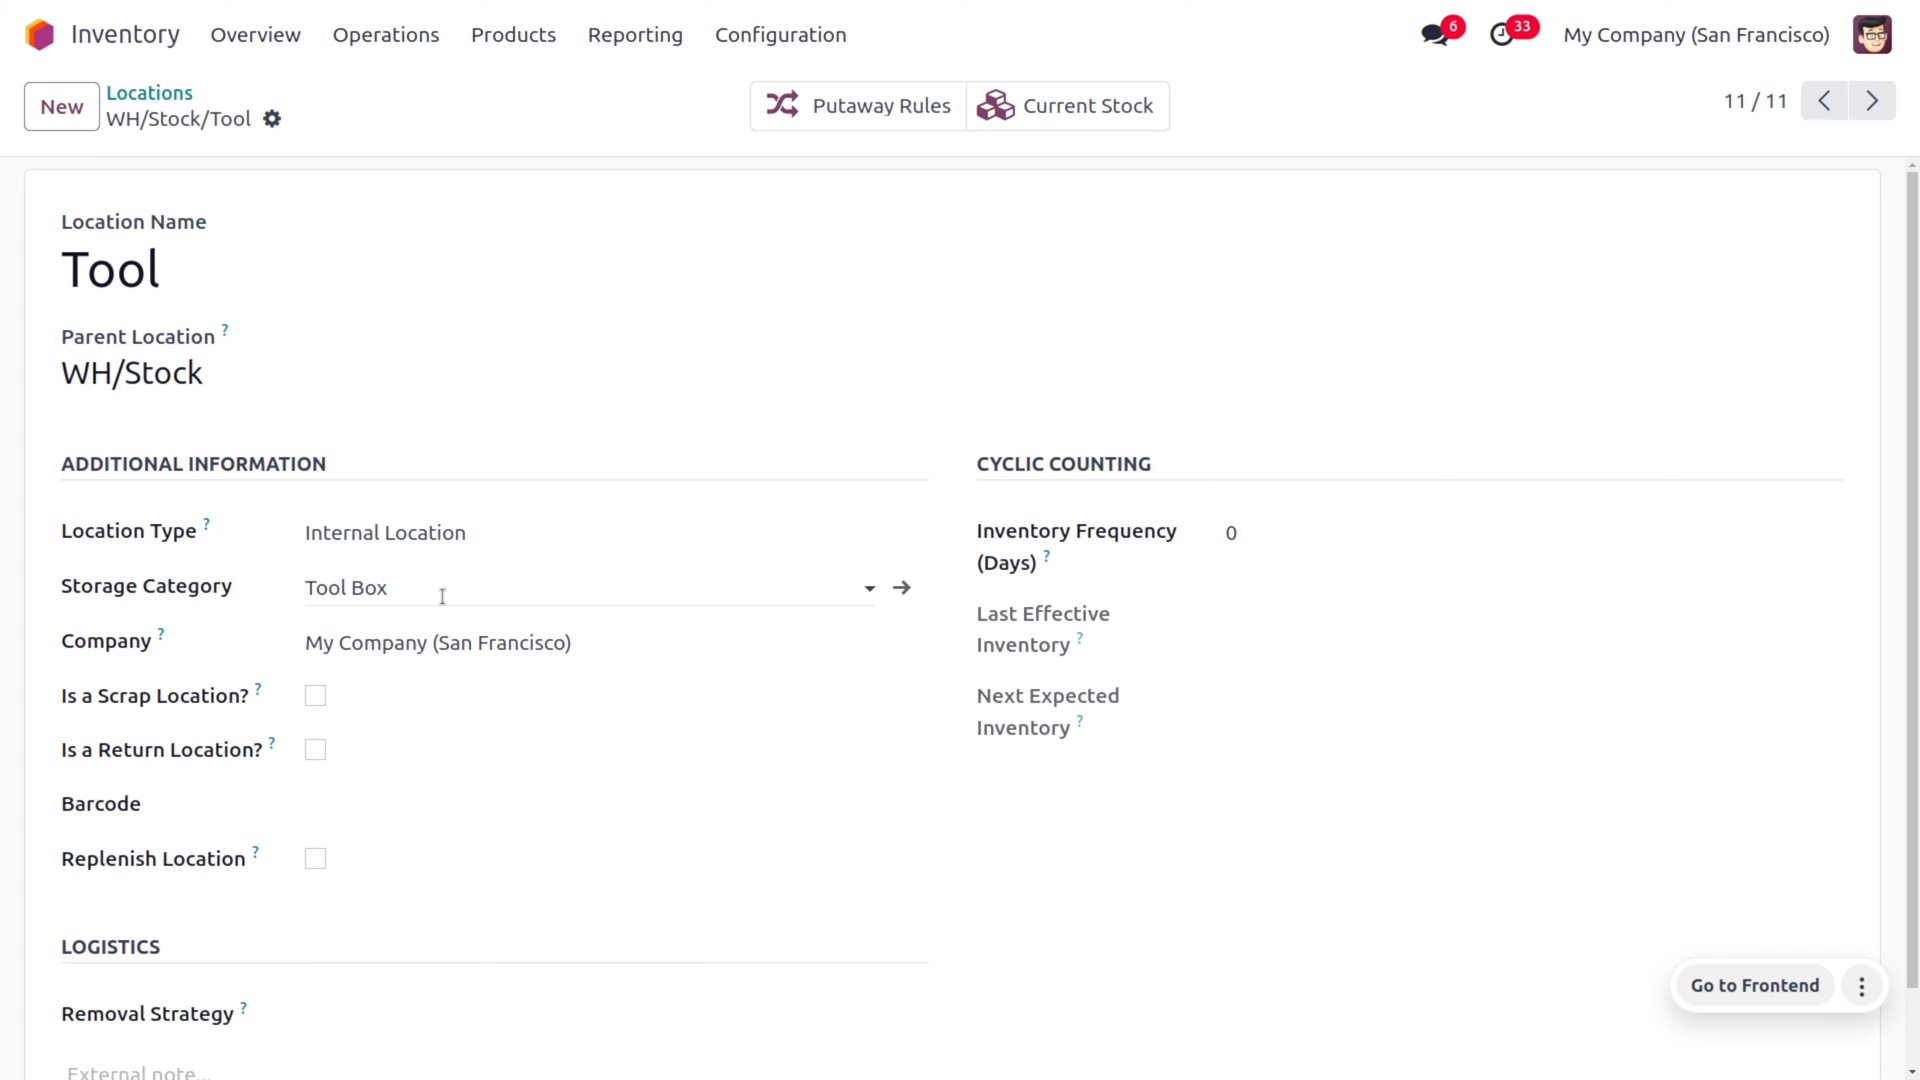 Inventory Overview Operations Products Reporting Configuration 6 33 My Company (San Francisco)
New Locations
WH/Stock/Tool
Putaway Rules Current Stock 11 / 11
Location Name
Tool
Parent Location ?
WH/Stock
ADDITIONAL INFORMATION
Location Type ? Internal Location
Storage Category Tool Box
Company ? My Company (San Francisco)
Is a Scrap Location? ?
Is a Return Location? ?
Barcode
Replenish Location ?
CYCLIC COUNTING
Inventory Frequency 0
(Days) ?
Last Effective
Inventory ?
Next Expected
Inventory ?
LOGISTICS
Removal Strategy ?
External note...
Go to Frontend